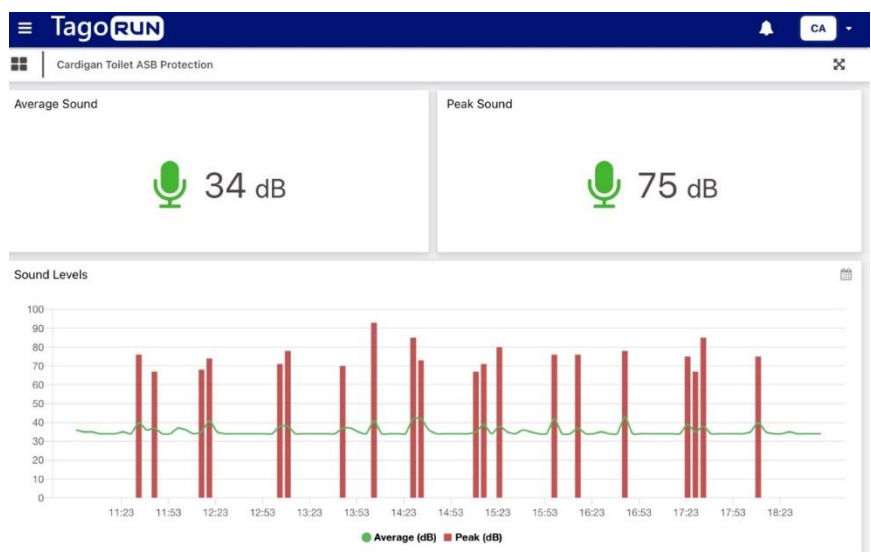 TagoRUN
CA
Cardigan Toilet ASB Protection
Average Sound
Peak Sound
34 dB
75 dB
Sound Levels
100
90
80
70
60
50
40
30
20
10
0
11:23 11:53 12:23 12:53 13:23 13:53 14:23 14:53 15:23 15:53 16:23 16:53 17:23 17:53 18:23
Average (dB) Peak (dB)